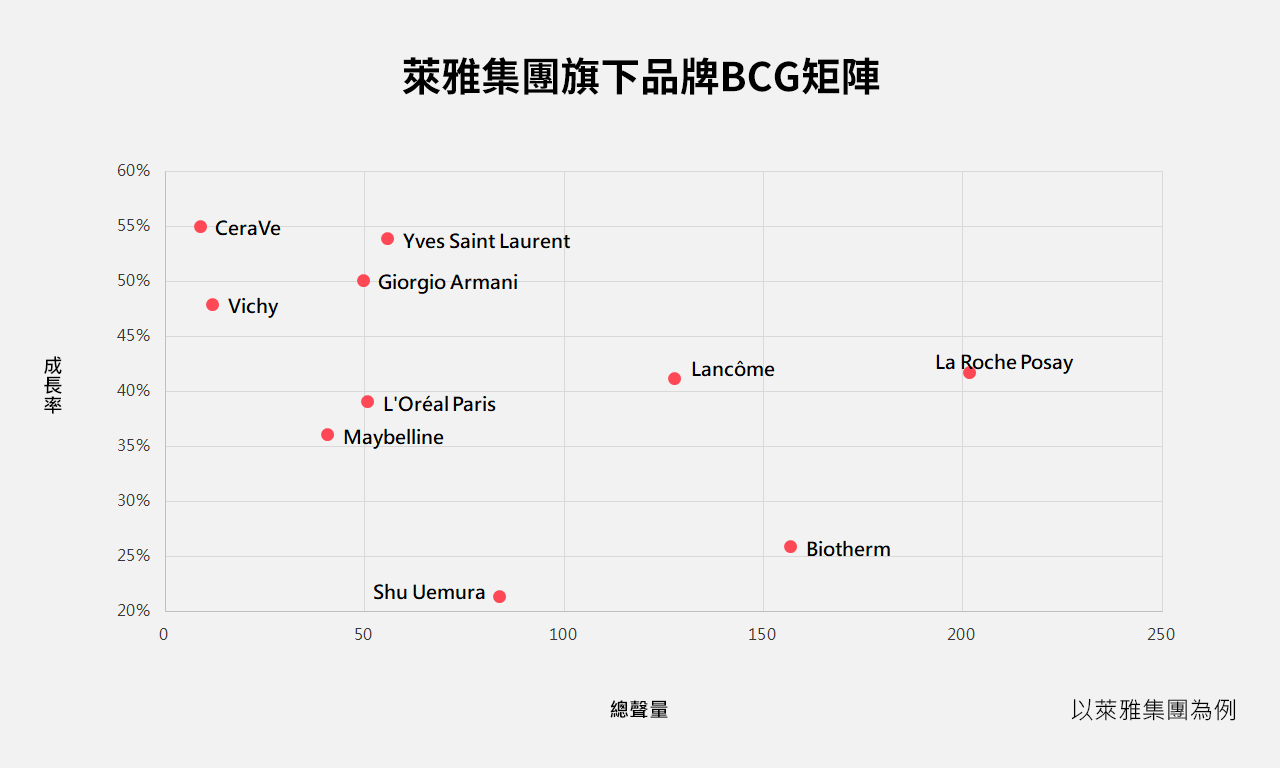 萊雅集團旗下品牌BCG矩陣
60%
55%
50%
45%
40%
35%
30%
25%
20%
成長率
CeraVe
Yves Saint Laurent
Giorgio Armani
Vichy
La Roche Posay
Lancôme
L'Oréal Paris
Maybelline
Biotherm
Shu Uemura
0 50 100 150 200 250
總聲量
以萊雅集團為例